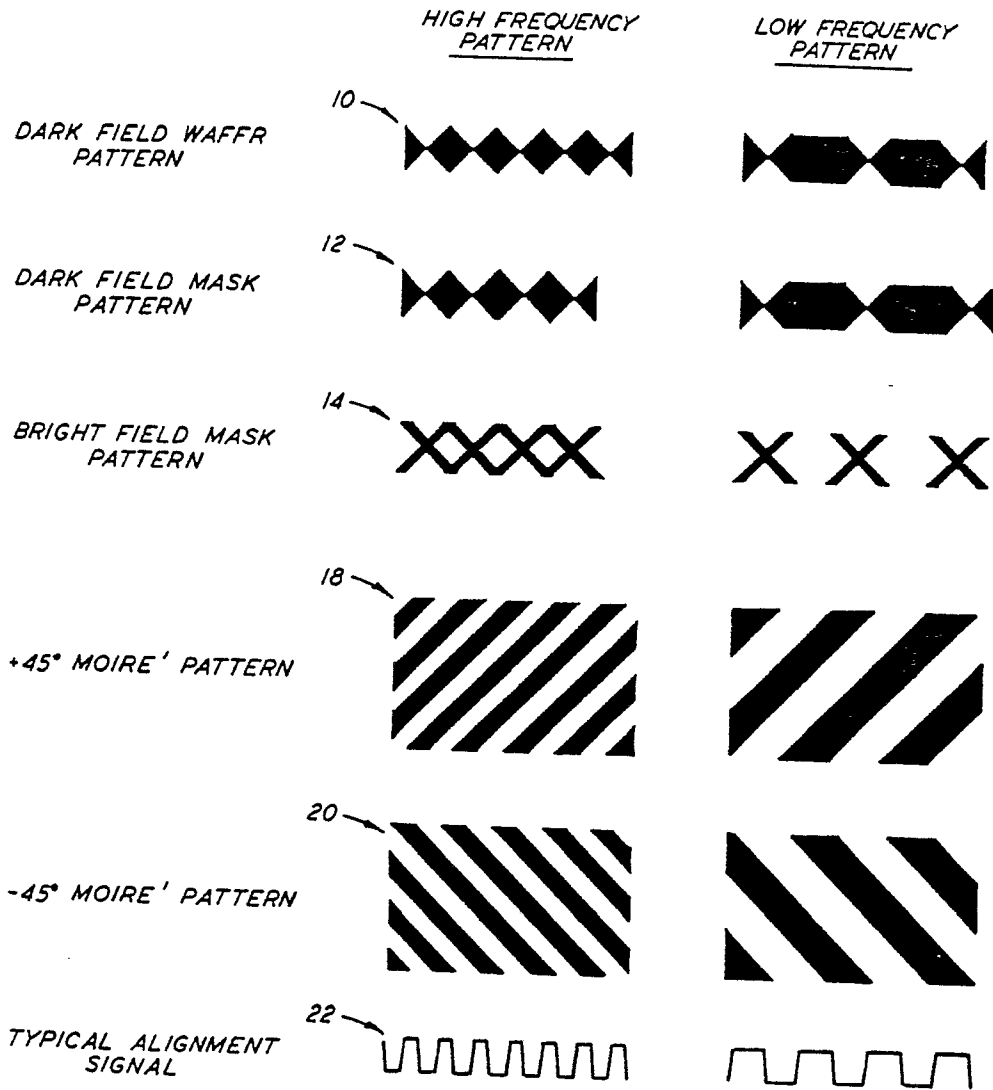 HIGH FREQUENCY
PATTERN
LOW FREQUENCY
PATTERN
10
DARK FIELD WAFFR
PATTERN
12
DARK FIELD MASK
PATTERN
14
BRIGHT FIELD MASK
PATTERN
18
+45° MOIRE' PATTERN
20
-45° MOIRE' PATTERN
22
TYPICAL ALIGNMENT
SIGNAL